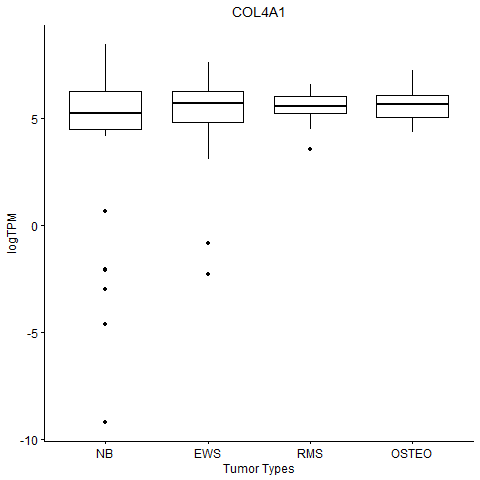 COL4A1
logTPM
5
0
-5
-10
NB EWS RMS OSTEO
Tumor Types